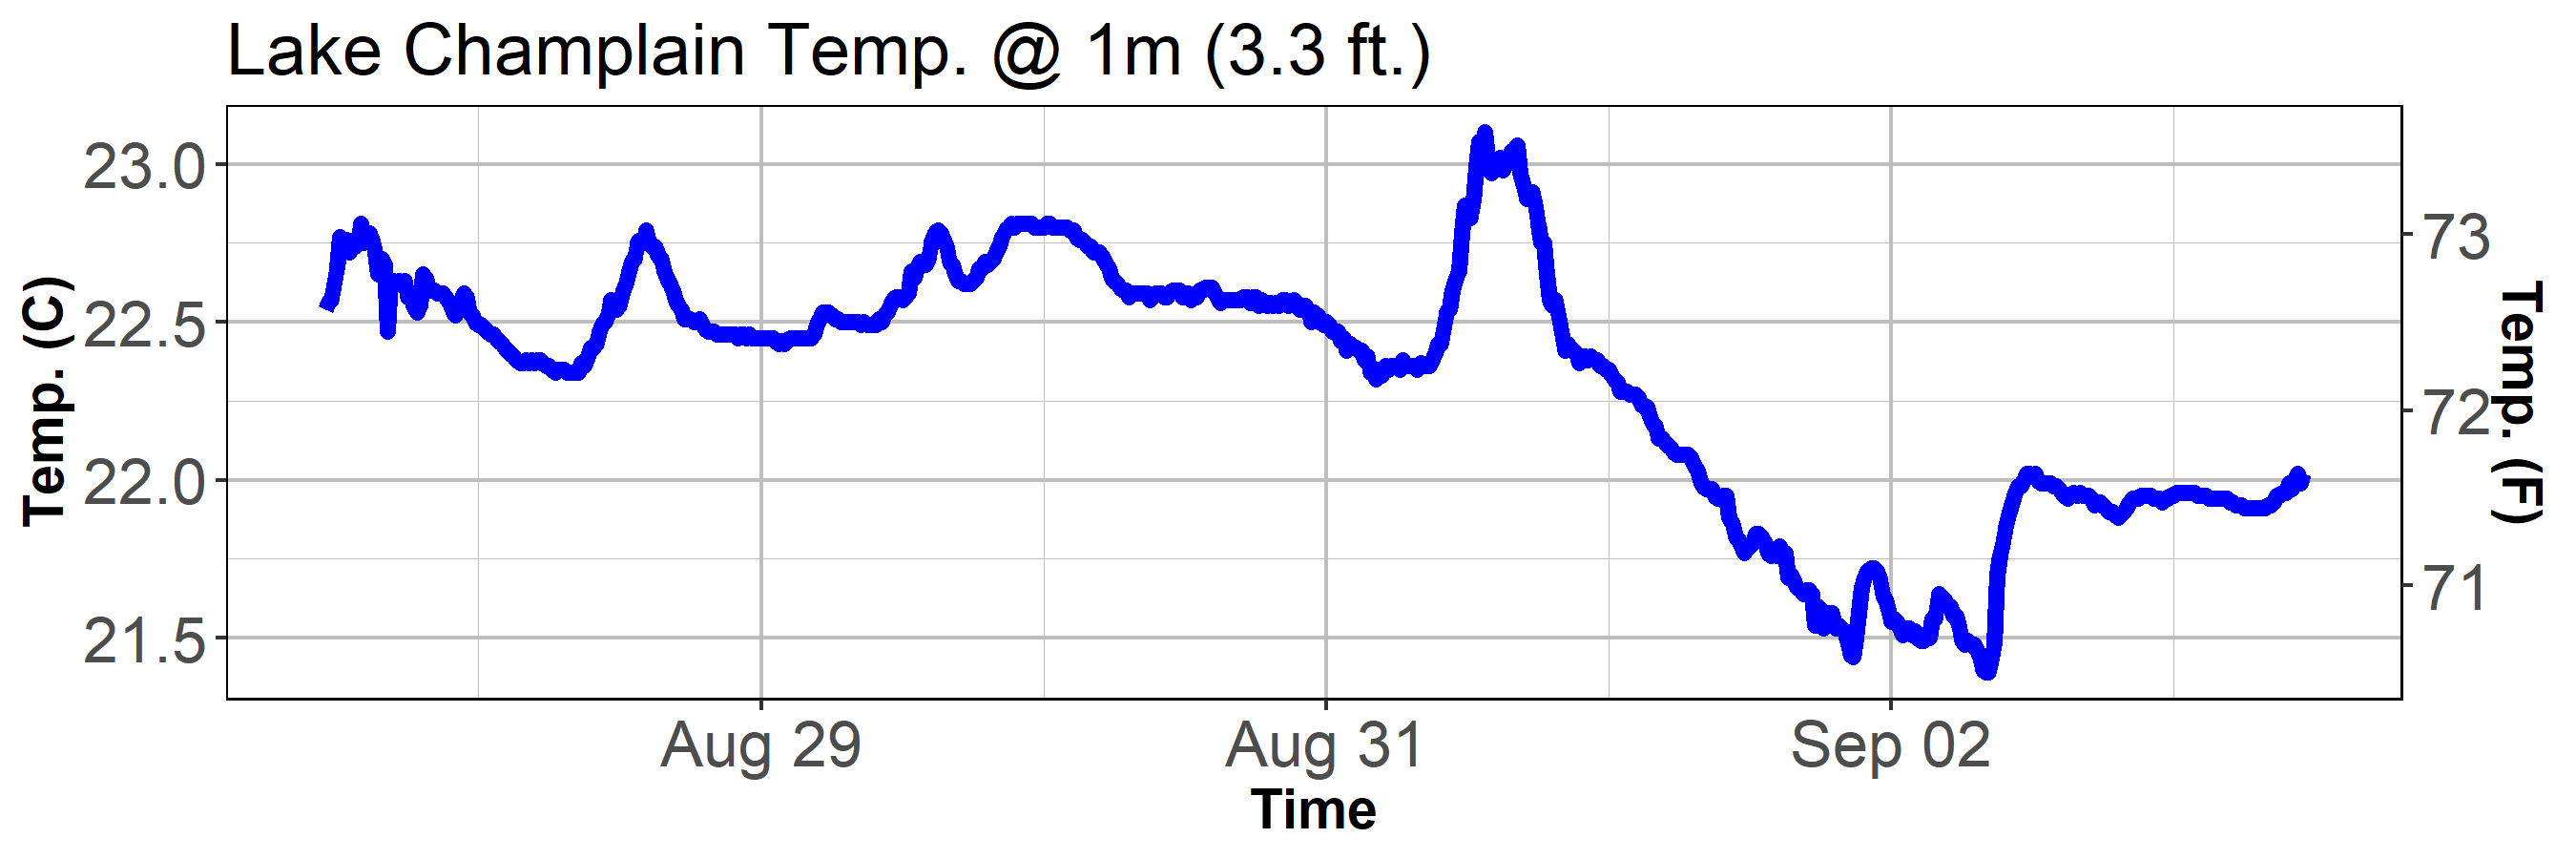 Lake Champlain Temp. @ 1m (3.3 ft.)
23.0
22.5
22.0
21.5
Temp. (C)
73
72
71
Temp. (F)
Aug 29
Aug 31
Sep 02
Time